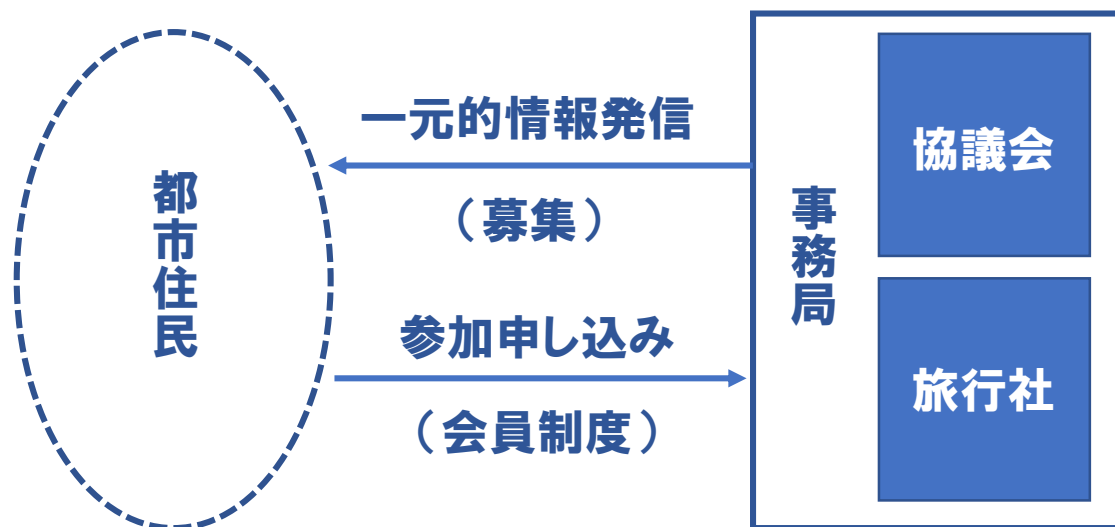 都市住民
一元的情報発信
（募集）
参加申し込み
（会員制度）
事務局
協議会
旅行社